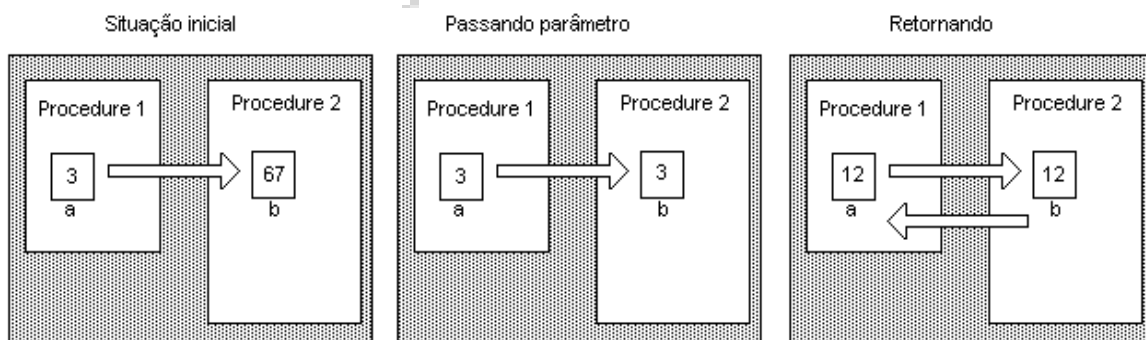 Situação inicial
Procedure 1
Procedure 2
3
67
a
b
Passando parâmetro
Procedure 1
Procedure 2
3
3
a
b
Retornando
Procedure 1
Procedure 2
12
12
a
b